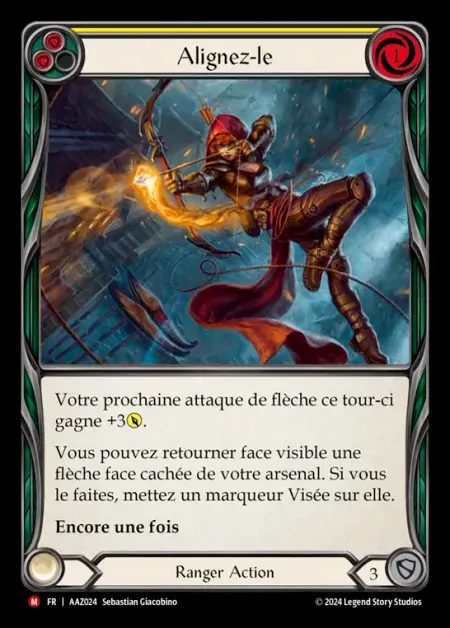 Alignez-le
1
Votre prochaine attaque de flèche ce tour-ci
gagne +3.
Vous pouvez retourner face visible une
flèche face cachée de votre arsenal. Si vous
le faites, mettez un marqueur Visée sur elle.
Encore une fois
Ranger Action
3
M FR | AAZ024 Sebastian Giacobino
© 2024 Legend Story Studios